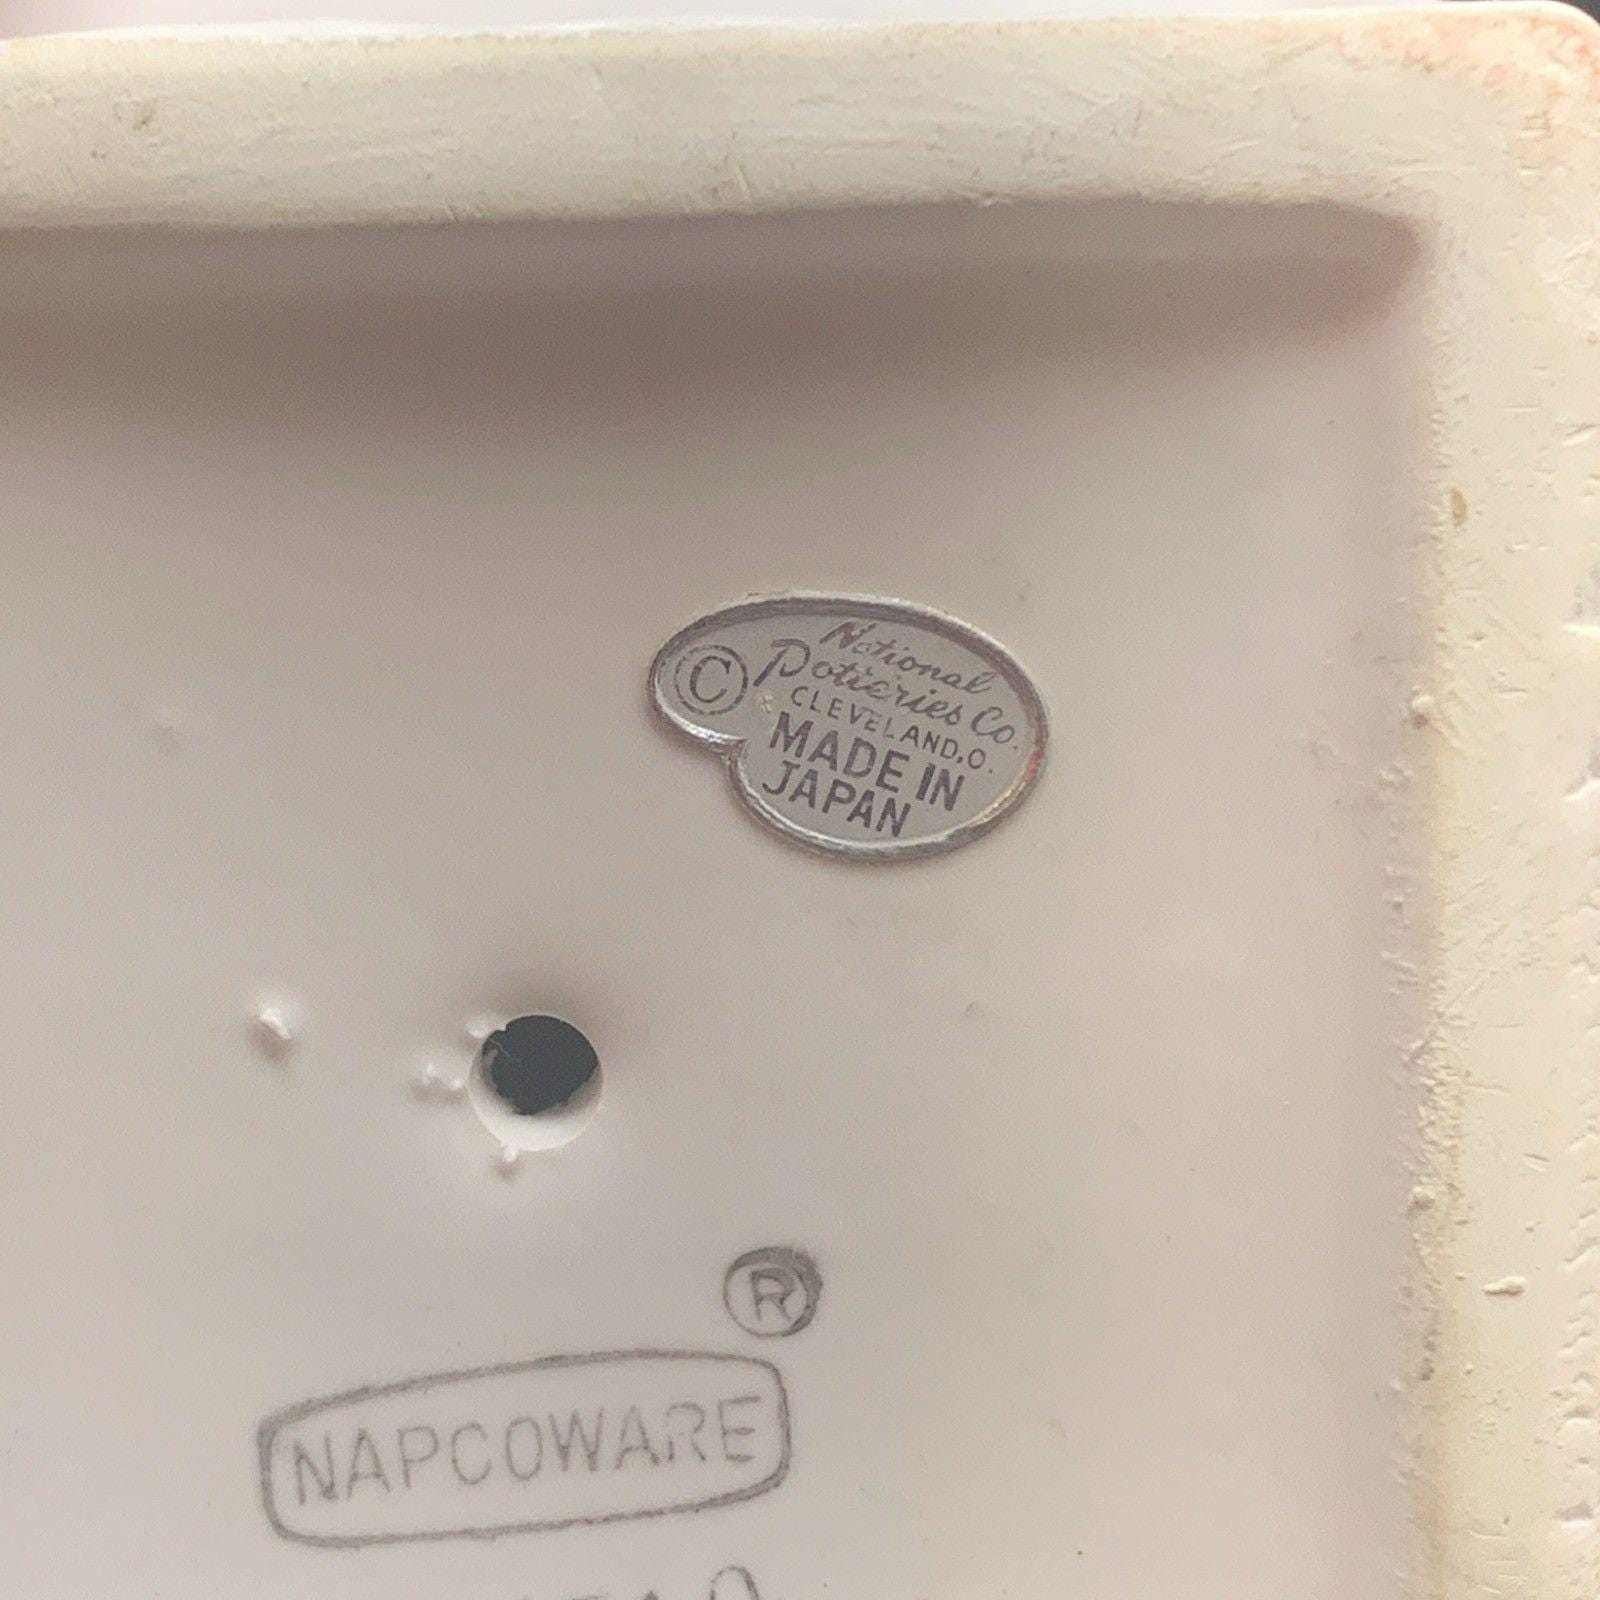 National
© Potteries Co.
CLEVELAND, O.
MADE IN
JAPAN
®
NAPCOWARE